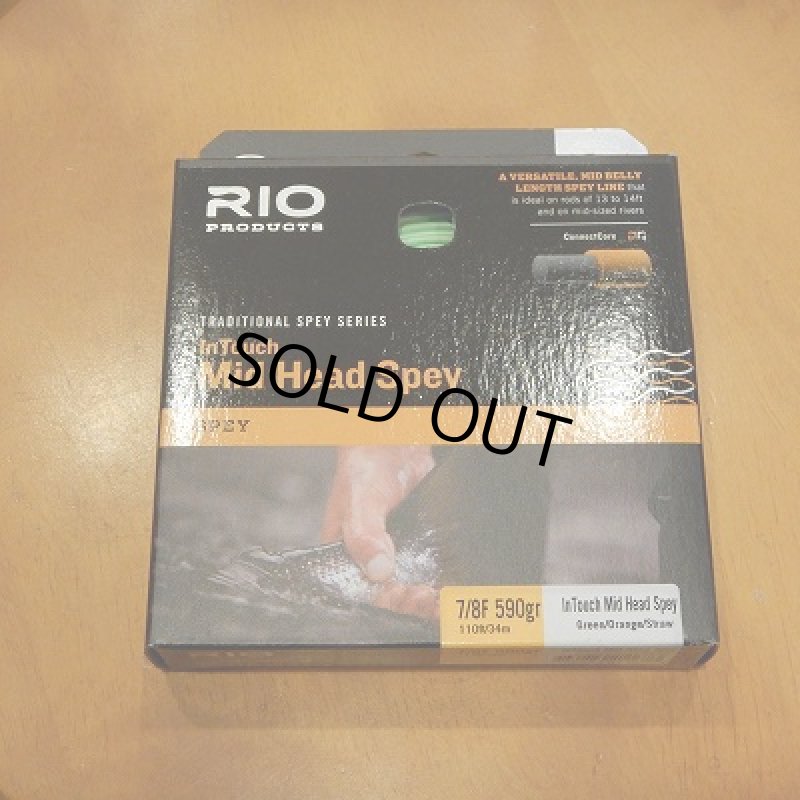 RIO
PRODUCTS
A VERSATILE, MID BELLY
LENGTH SPEY LINE that
is ideal on rods of 13 to 14ft
and on mid-sized rivers
ConnectCore
TRADITIONAL SPEY SERIES
InTouch
Mid Head Spey
SOLD OUT
SPEY
7/8F 590gr
110ft/34m
InTouch Mid Head Spey
Green/Orange/Straw